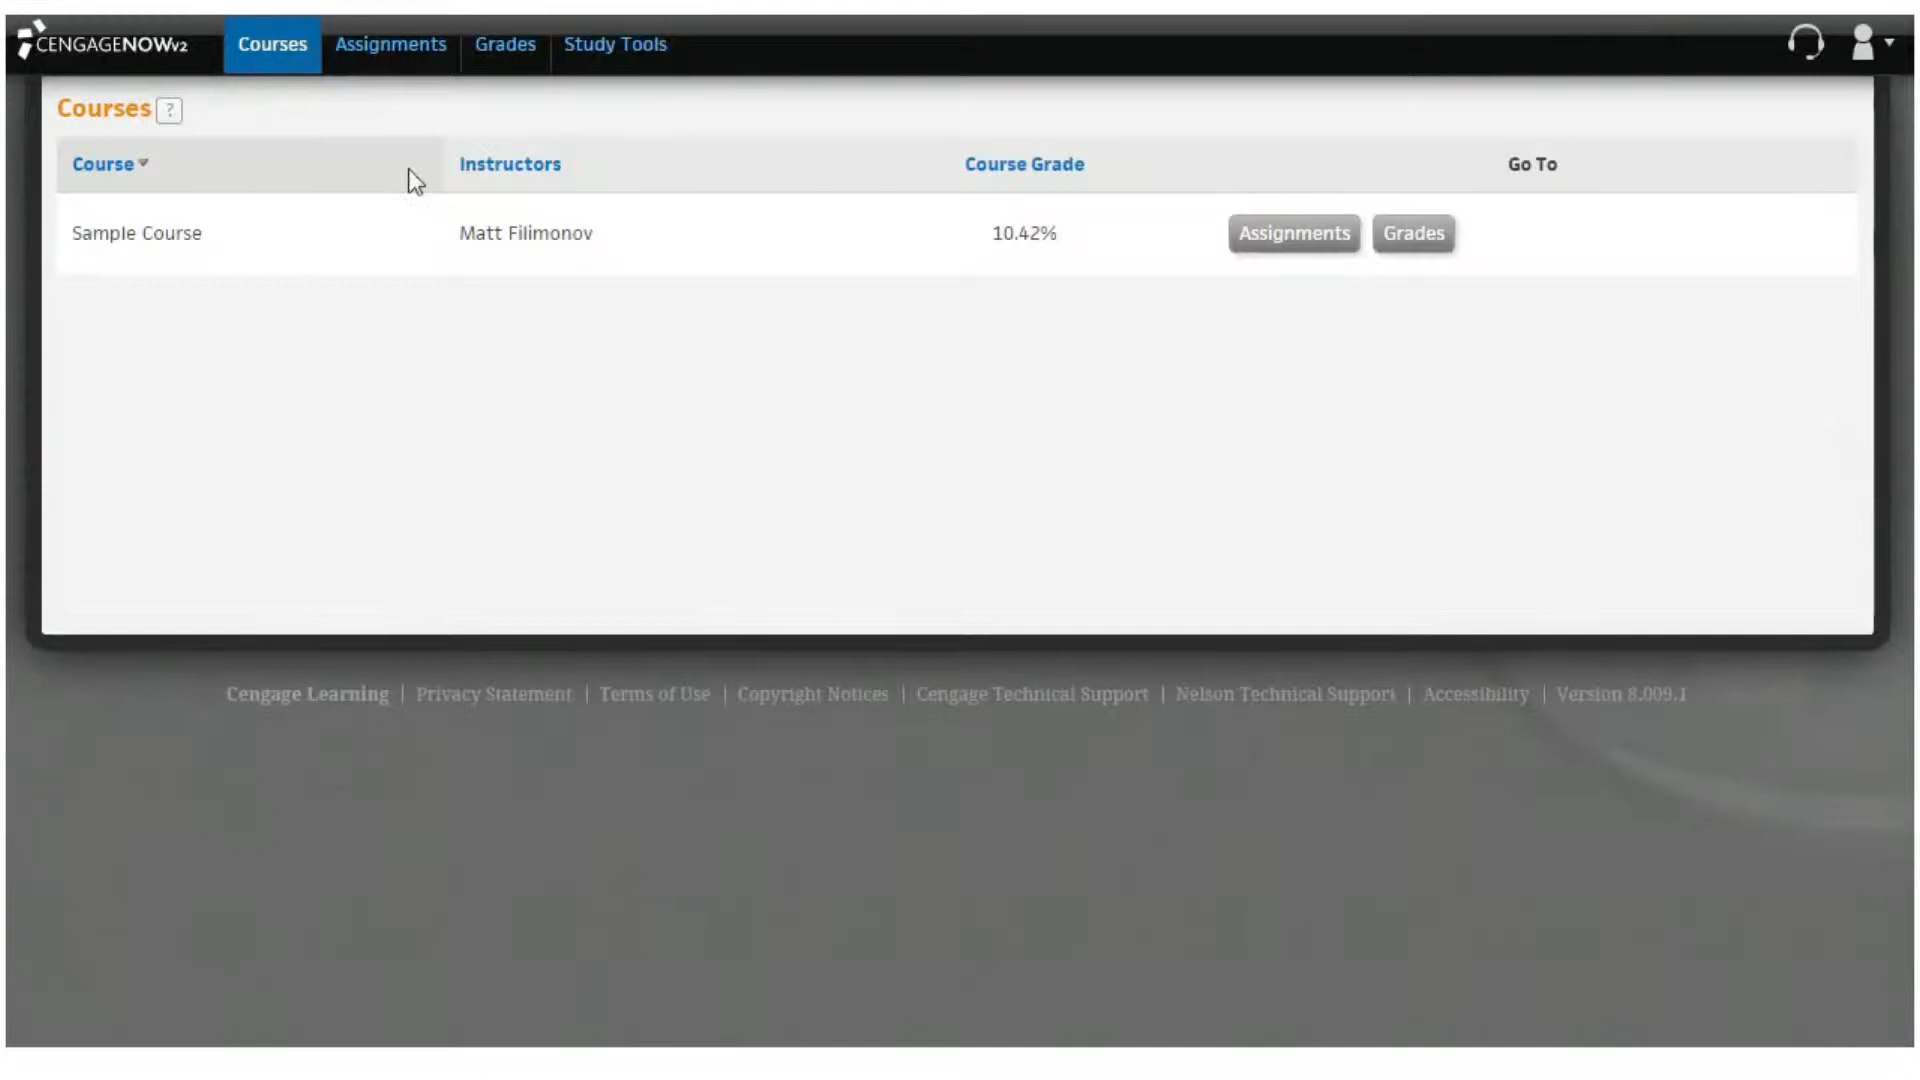 CENGAGENOWv2 Courses Assignments Grades Study Tools
Courses ?
Course Instructors Course Grade Go To
Sample Course Matt Filimonov 10.42% Assignments Grades
Cengage Learning | Privacy Statement | Terms of Use | Copyright Notices | Cengage Technical Support | Nelson Technical Support | Accessibility | Version 8.009.1